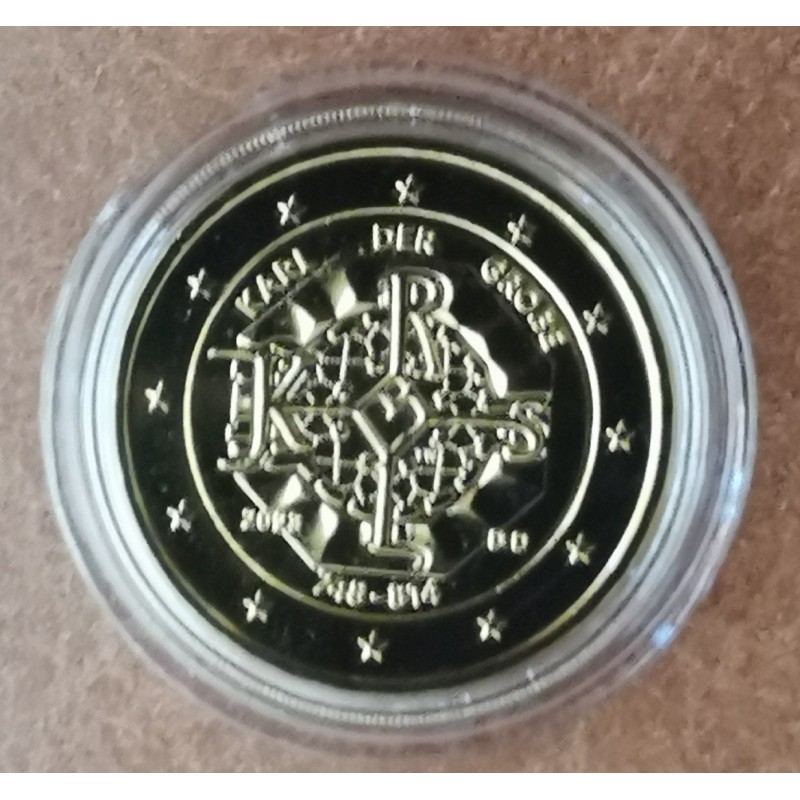 KARL DER GROẞE
R
K S
L
2023
748-814